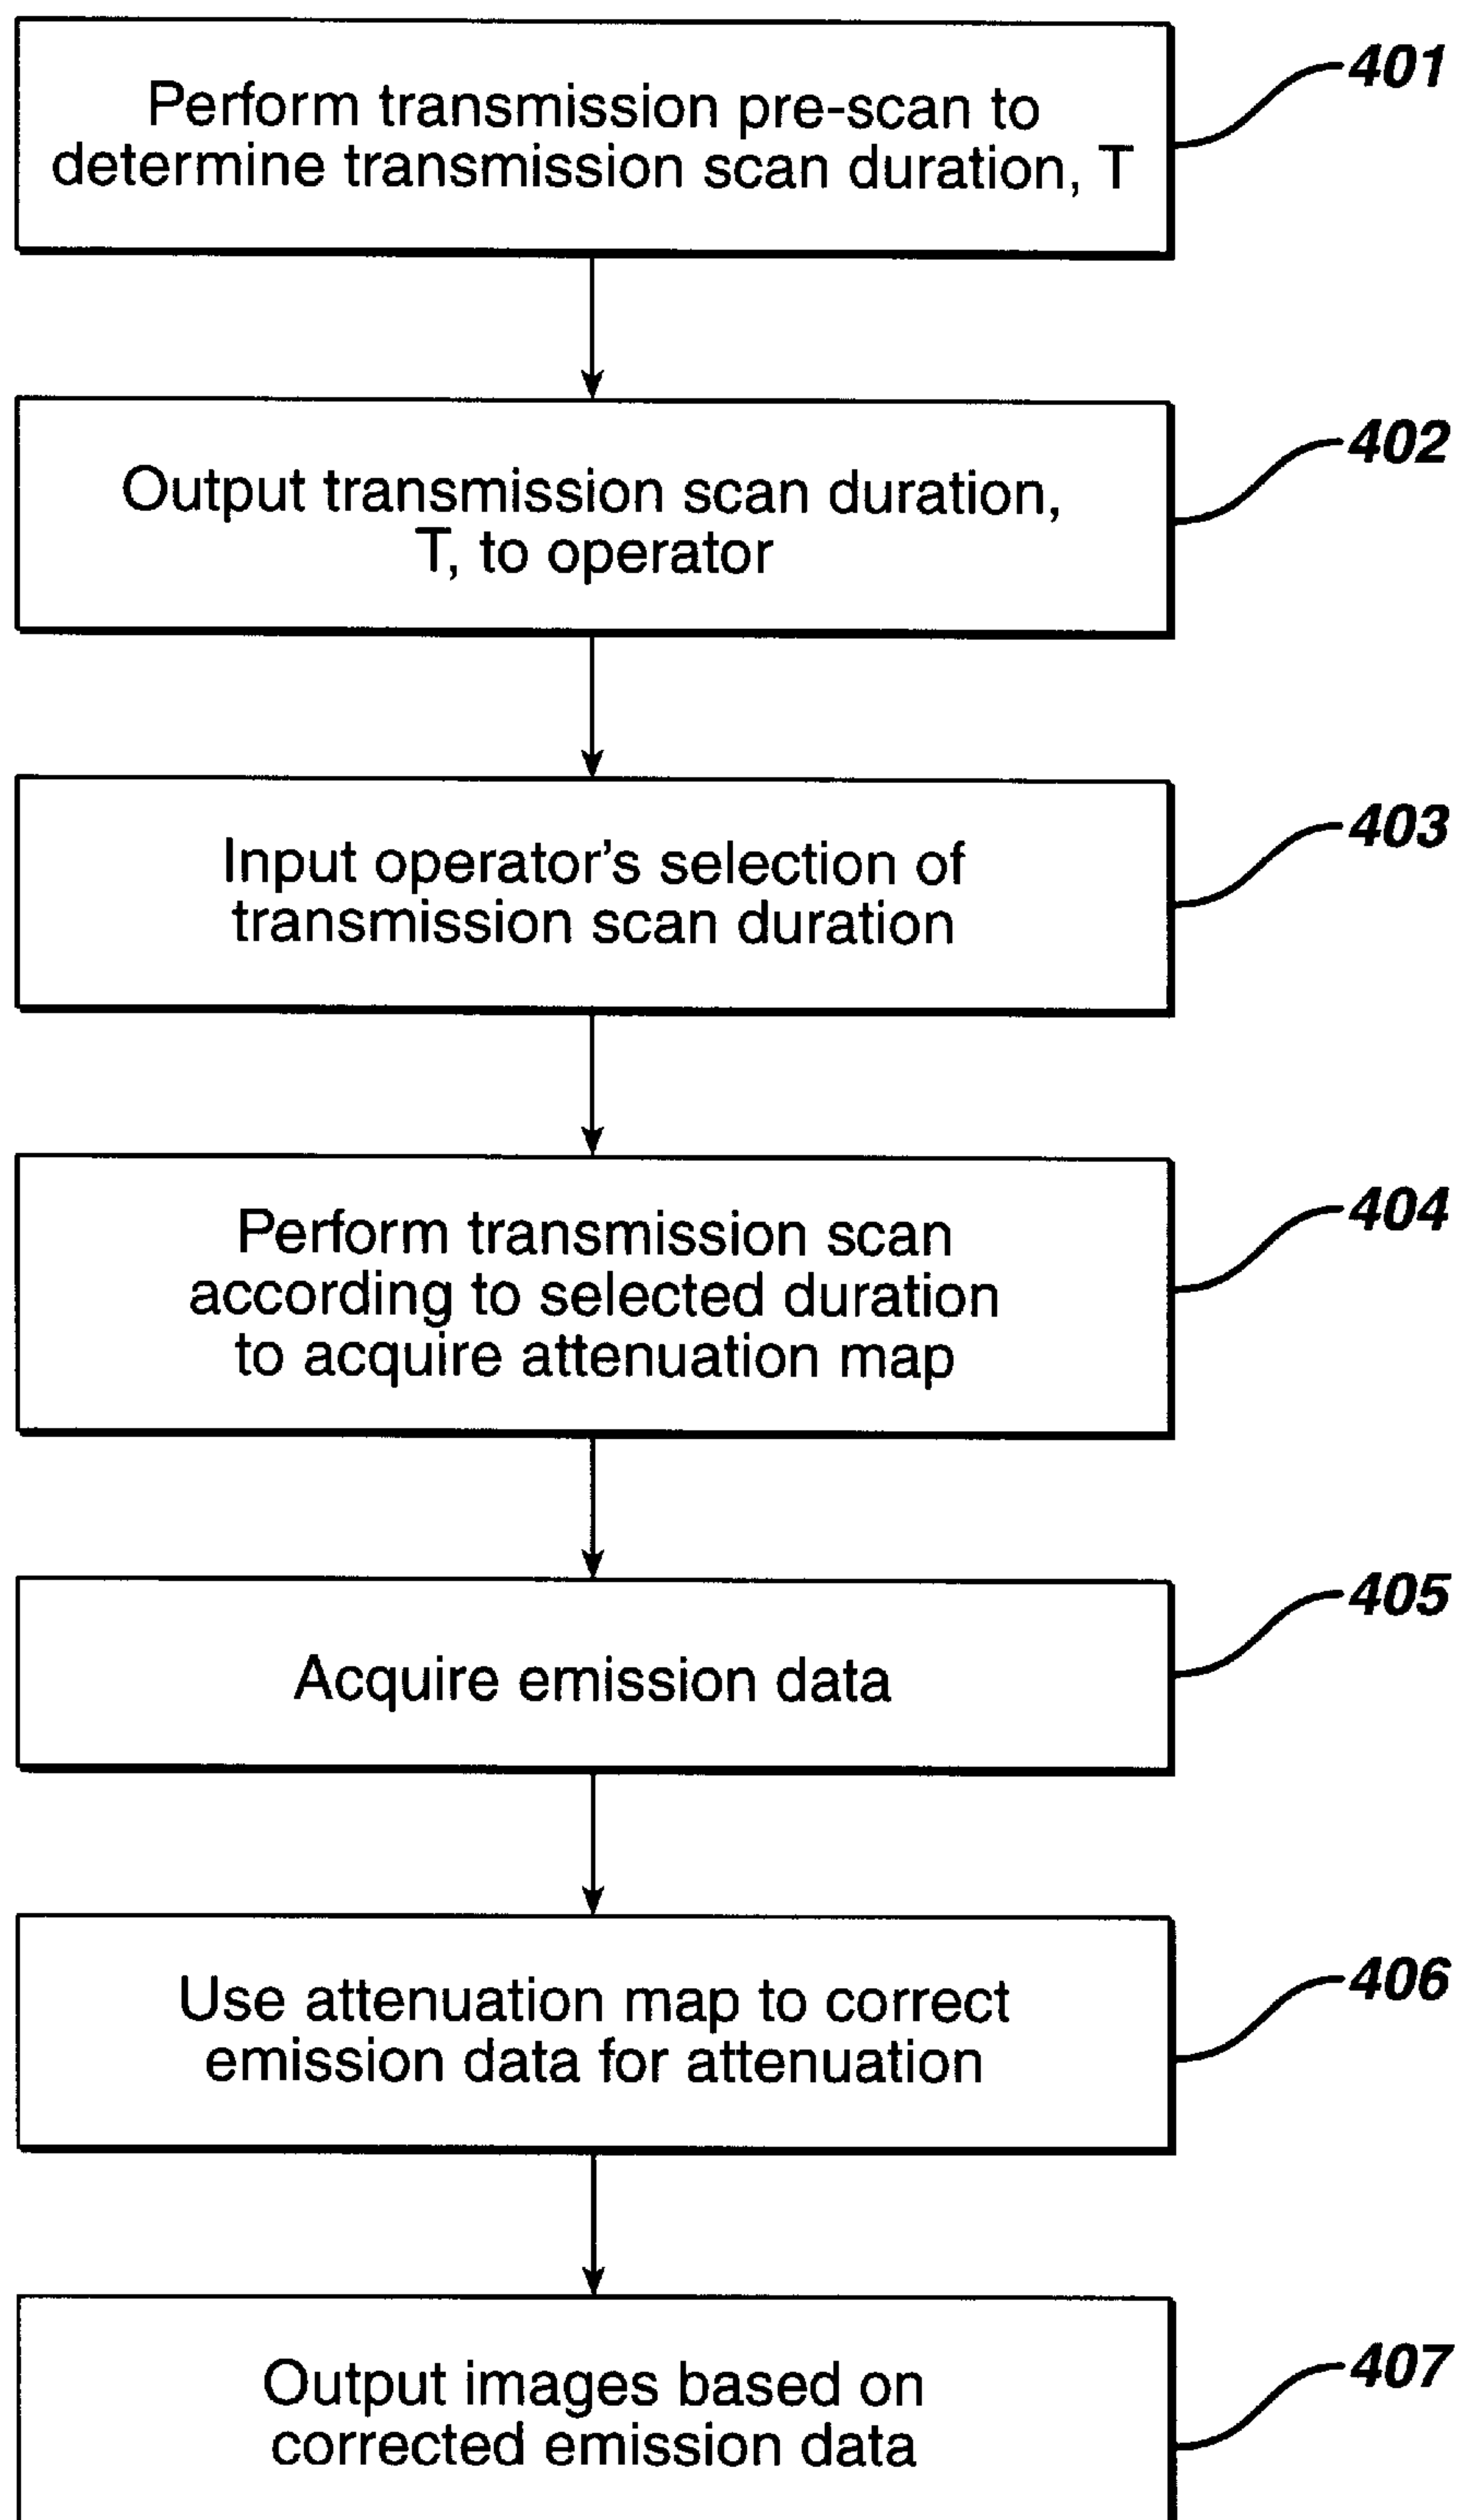 Perform transmission pre-scan to
determine transmission scan duration, T
401
Output transmission scan duration,
T, to operator
402
Input operator's selection of
transmission scan duration
403
Perform transmission scan
according to selected duration
to acquire attenuation map
404
Acquire emission data
405
Use attenuation map to correct
emission data for attenuation
406
Output images based on
corrected emission data
407